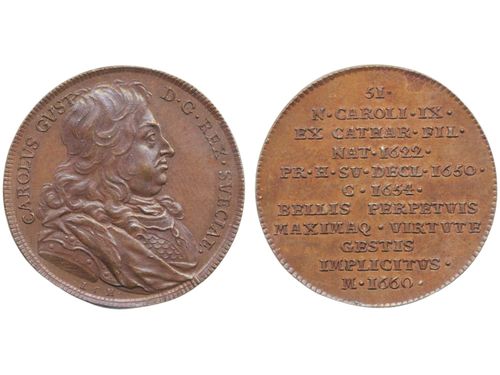 CAROLUS GUST· D·G·REX·SVECIAE·
51·
N·CAROLI·IX·
EX CATHAR·FIL·
NAT·1622·
PR·H·SU·DECL·1650·
C·1654·
BELLIS PERPETUIS
MAXIMAQ·VIRTUTE
GESTIS
IMPLICITUS·
M·1660·